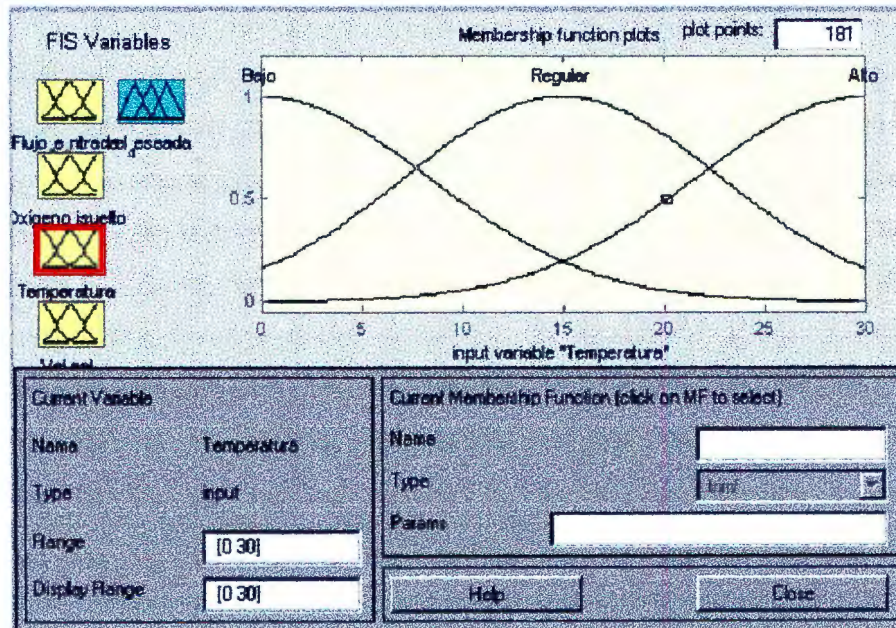 FIS Variables
Membership function plots
plot points:
181
Bajo
Regular
Alto
1
0.5
0
0
5
10
15
20
25
30
input variable "Temperatura"
Temperatura
Current Variable
Name
Temperatura
Type
input
Range
[0 30]
Display Range
[0 30]
Current Membership Function (click on MF to select)
Name
Type
Params
Help
Close